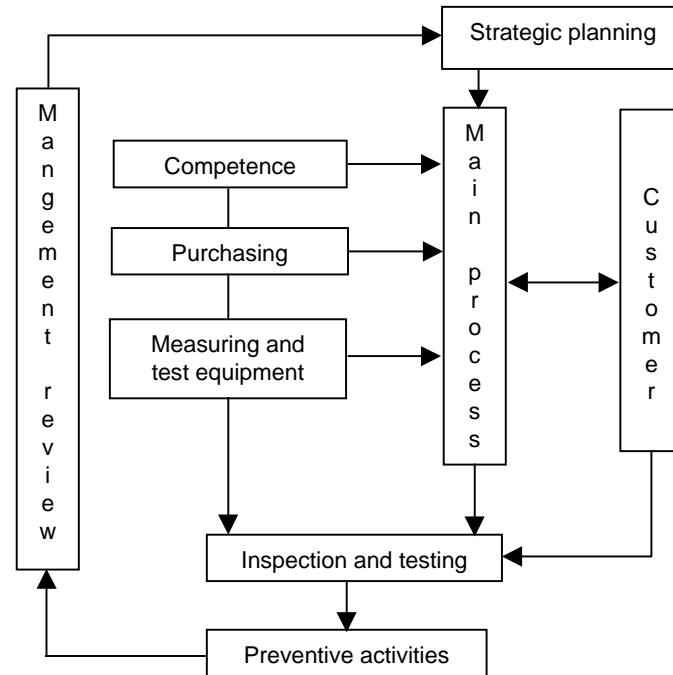 Strategic planning
Mangement review
Main process
Customer
Competence
Purchasing
Measuring and
test equipment
Inspection and testing
Preventive activities